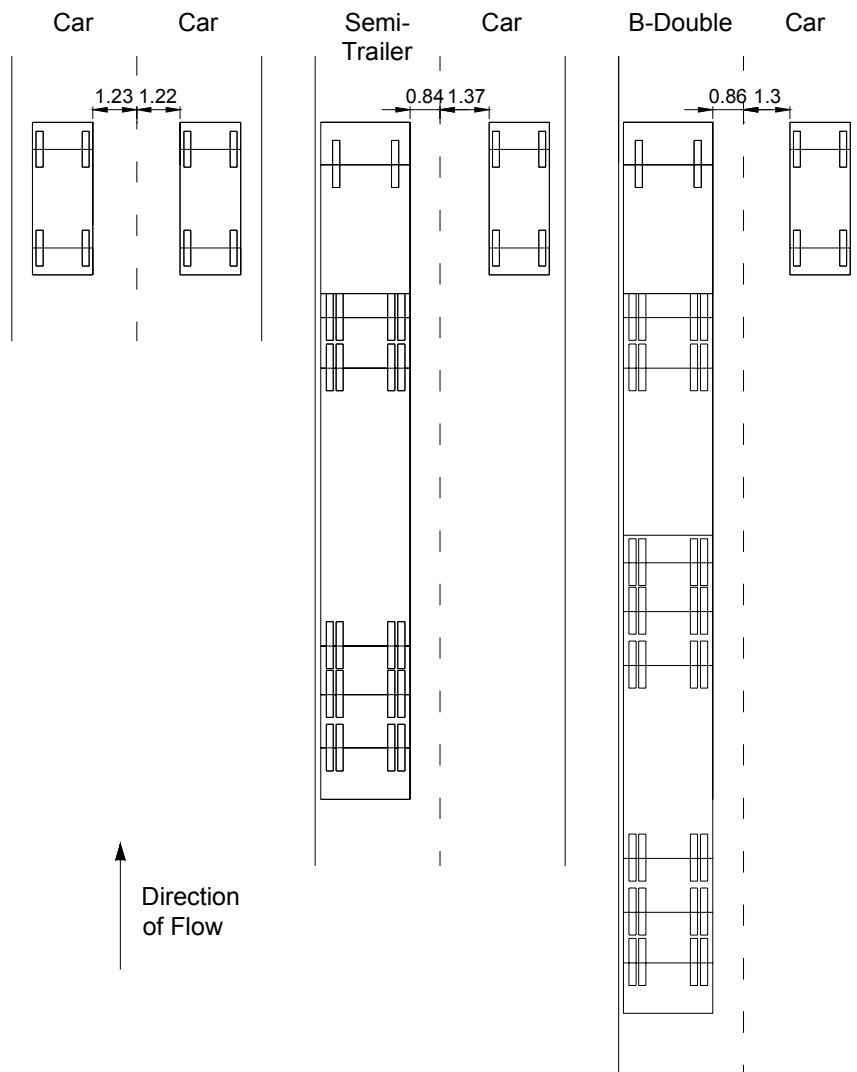 Car Car Semi-
Trailer Car B-Double Car
1.23 1.22 0.84 1.37 0.86 1.3
Direction
of Flow